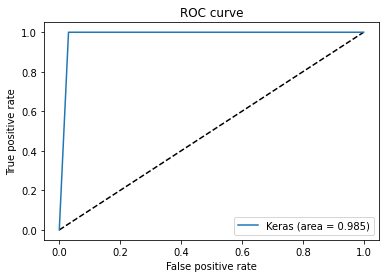 ROC curve
True positive rate
1.0
0.8
0.6
0.4
0.2
0.0
Keras (area = 0.985)
0.0 0.2 0.4 0.6 0.8 1.0
False positive rate